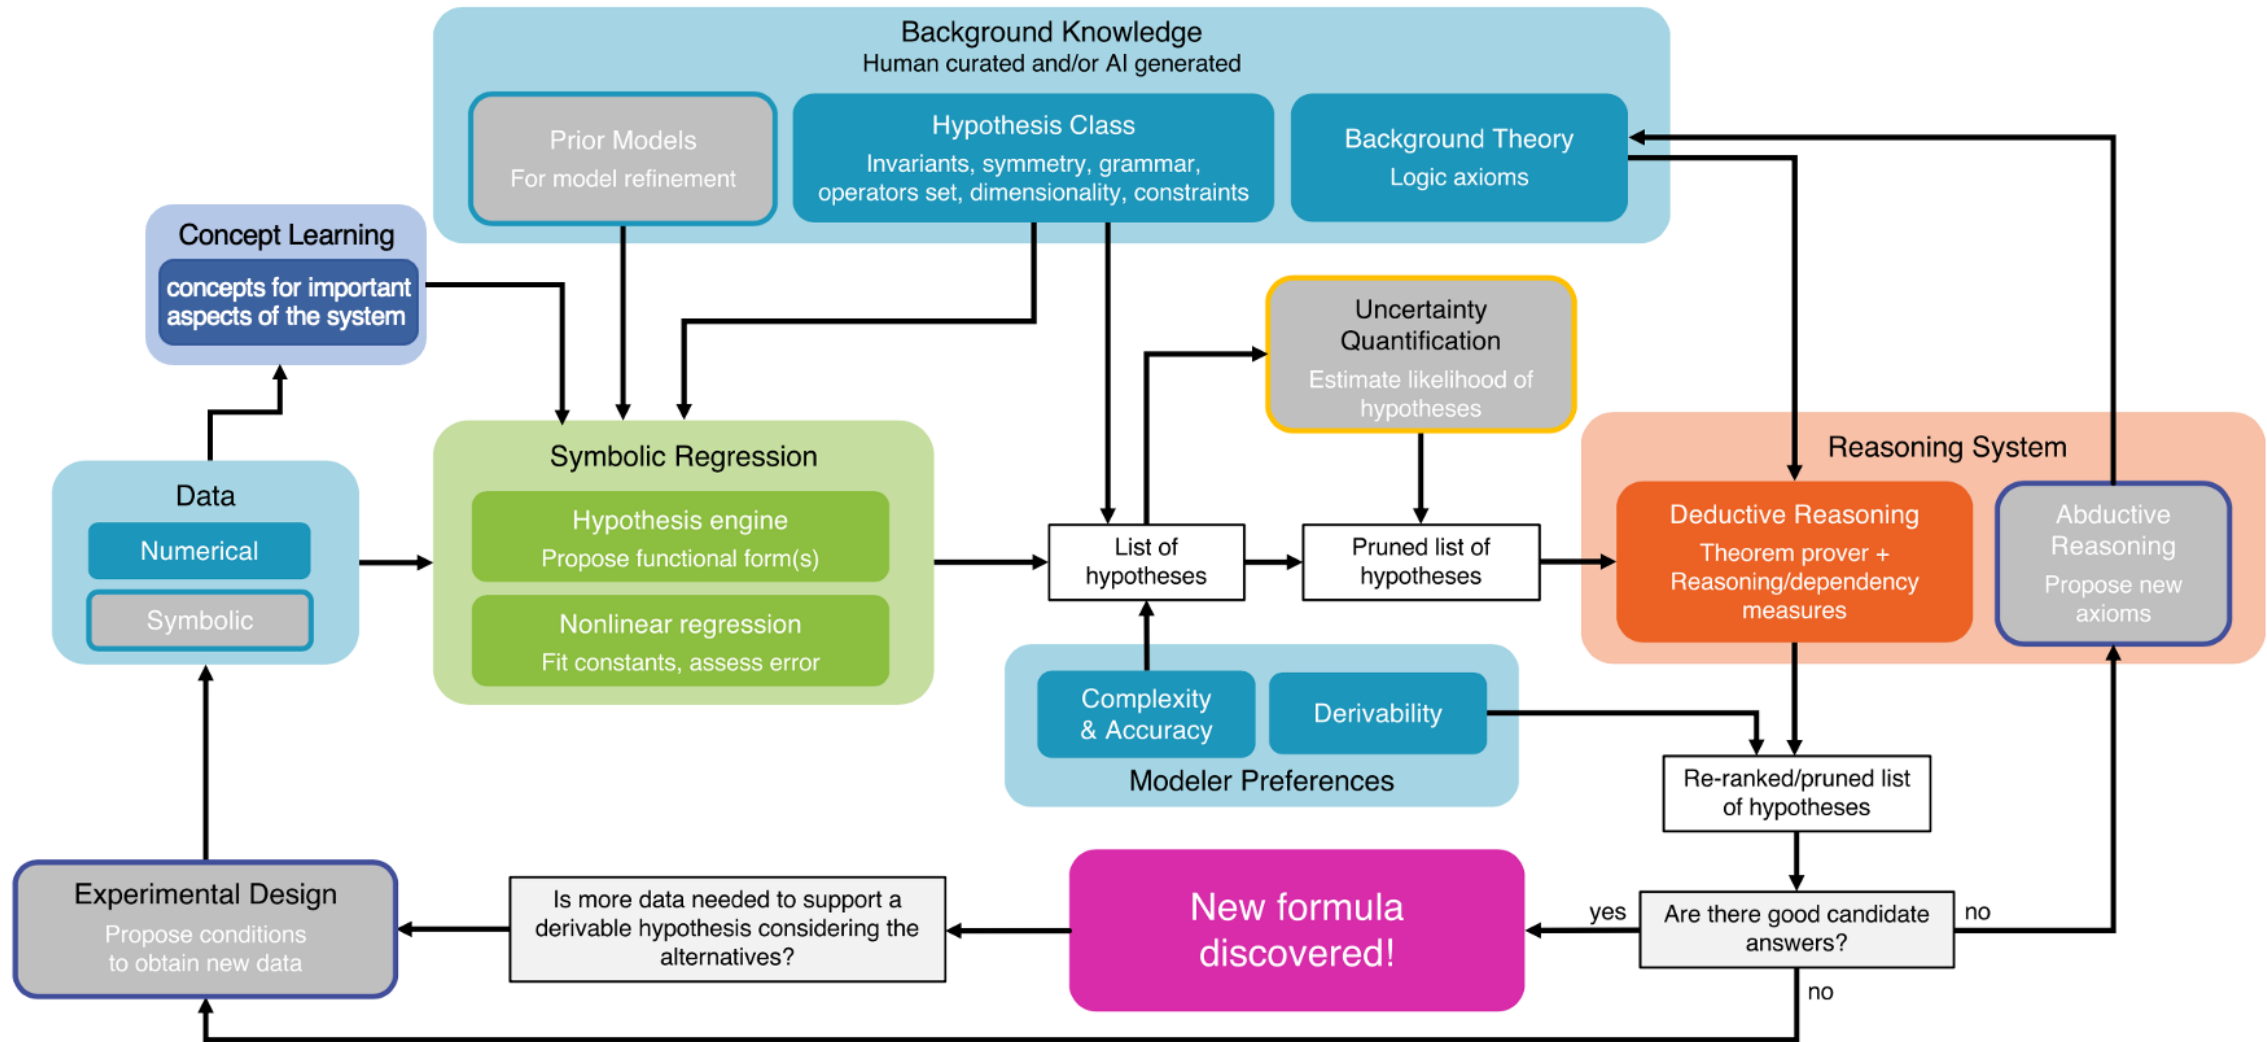 Background Knowledge
Human curated and/or AI generated
Prior Models
For model refinement
Hypothesis Class
Invariants, symmetry, grammar,
operators set, dimensionality, constraints
Background Theory
Logic axioms
Concept Learning
concepts for important
aspects of the system
Uncertainty
Quantification
Estimate likelihood of
hypotheses
Data
Numerical
Symbolic
Symbolic Regression
Hypothesis engine
Propose functional form(s)
Nonlinear regression
Fit constants, assess error
List of
hypotheses
Pruned list of
hypotheses
Reasoning System
Deductive Reasoning
Theorem prover +
Reasoning/dependency
measures
Abductive
Reasoning
Propose new
axioms
Complexity
& Accuracy
Derivability
Modeler Preferences
Re-ranked/pruned list
of hypotheses
Are there good candidate
answers?
yes
no
no
New formula
discovered!
Is more data needed to support a
derivable hypothesis considering the
alternatives?
Experimental Design
Propose conditions
to obtain new data